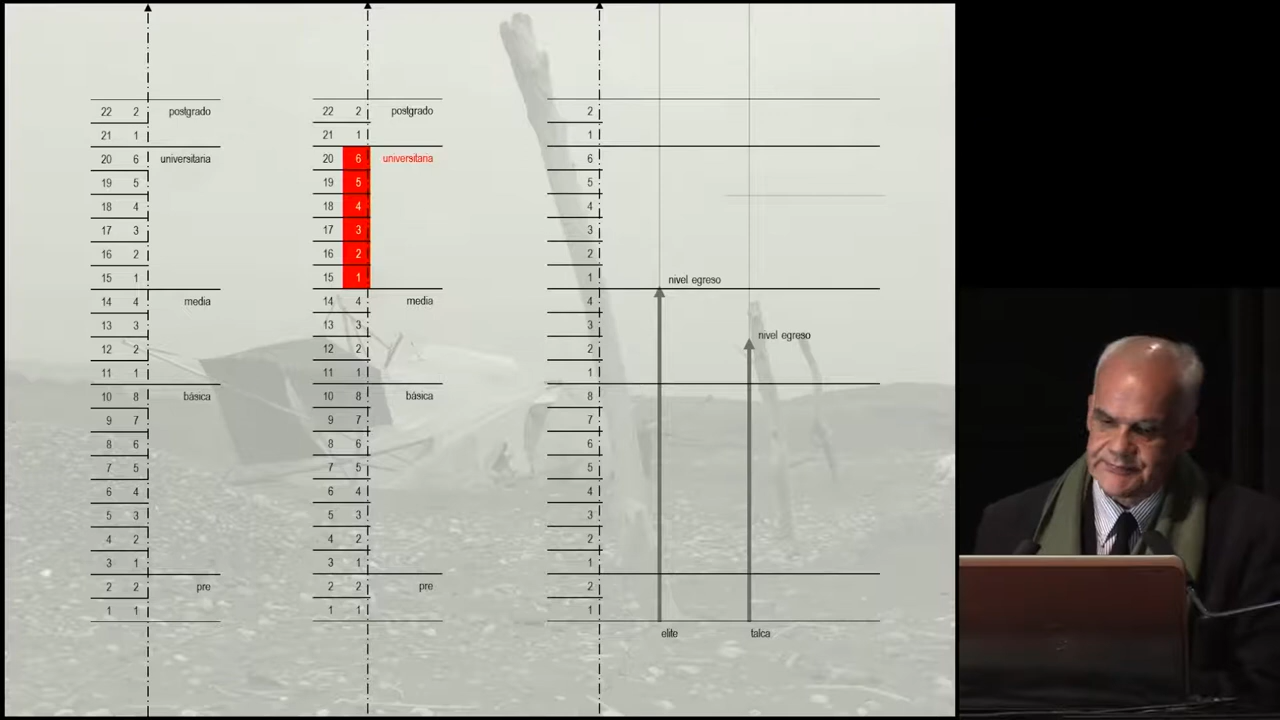 22 2 postgrado 22 2 postgrado 2
21 1 21 1 1
20 6 universitaria 20 6 universitaria 6
19 5 19 5 5
18 4 18 4 4
17 3 17 3 3
16 2 16 2 2
15 1 15 1 1 nivel egreso
14 4 media 14 4 media 4
13 3 13 3 3 nivel egreso
12 2 12 2 2
11 1 11 1 1
10 8 básica 10 8 básica 8
9 7 9 7 7
8 6 8 6 6
7 5 7 5 5
6 4 6 4 4
5 3 5 3 3
4 2 4 2 2
3 1 3 1 1
2 2 pre 2 2 pre 2
1 1 1 1 1
elite talca